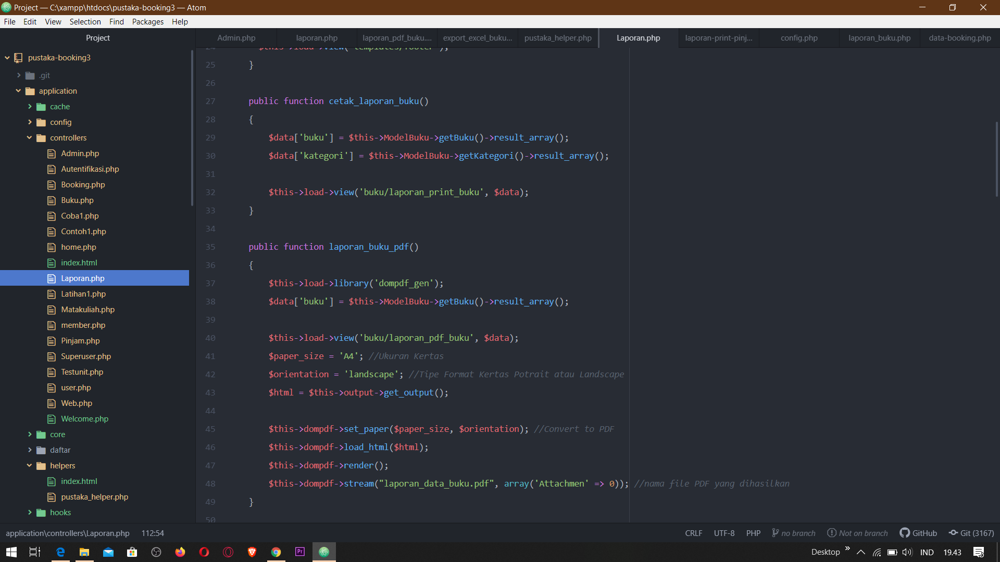 Project — C:\xampp\htdocs\pustaka-booking3 — Atom
File Edit View Selection Find Packages Help
Project
Admin.php laporan.php laporan_pdf_buku.... export_excel_buku... pustaka_helper.php Laporan.php laporan-print-pinj... config.php laporan_buku.php data-booking.php
pustaka-booking3
.git
application
cache
config
controllers
Admin.php
Autentifikasi.php
Booking.php
Buku.php
Coba1.php
Contoh1.php
home.php
index.html
Laporan.php
Latihan1.php
Matakuliah.php
member.php
Pinjam.php
Superuser.php
Testunit.php
user.php
Web.php
Welcome.php
core
daftar
helpers
index.html
pustaka_helper.php
hooks
24 $this->load->view('templates/footer');
25 }
26
27 public function cetak_laporan_buku()
28 {
29 $data['buku'] = $this->ModelBuku->getBuku()->result_array();
30 $data['kategori'] = $this->ModelBuku->getKategori()->result_array();
31
32 $this->load->view('buku/laporan_print_buku', $data);
33 }
34
35 public function laporan_buku_pdf()
36 {
37 $this->load->library('dompdf_gen');
38 $data['buku'] = $this->ModelBuku->getBuku()->result_array();
39
40 $this->load->view('buku/laporan_pdf_buku', $data);
41 $paper_size = 'A4'; //Ukuran Kertas
42 $orientation = 'landscape'; //Tipe Format Kertas Potrait atau Landscape
43 $html = $this->output->get_output();
44
45 $this->dompdf->set_paper($paper_size, $orientation); //Convert to PDF
46 $this->dompdf->load_html($html);
47 $this->dompdf->render();
48 $this->dompdf->stream("laporan_data_buku.pdf", array('Attachmen' => 0)); //nama file PDF yang dihasilkan
49 }
50
application\controllers\Laporan.php 112:54 CRLF UTF-8 PHP no branch Not on branch GitHub Git (3167)
Pr Desktop » IND 19.43